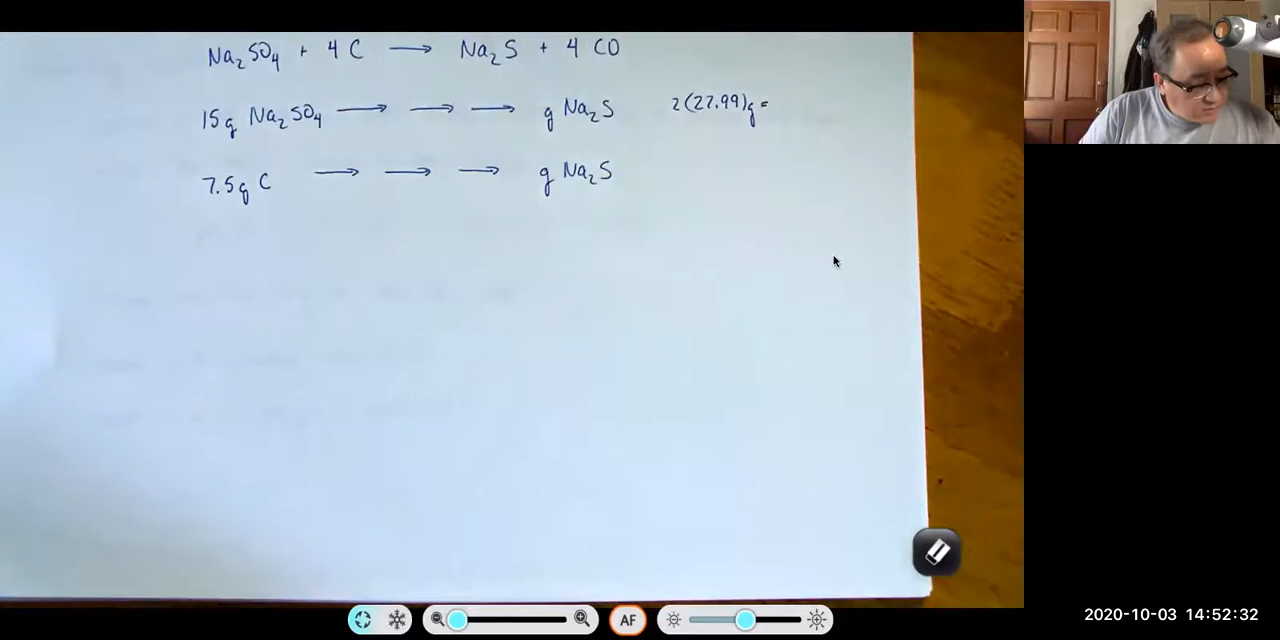 Na₂SO₄ + 4 C → Na₂S + 4 CO
15g Na₂SO₄ → → → g Na₂S 2(22.99)g =
7.5g C → → → g Na₂S
AF
2020-10-03 14:52:32